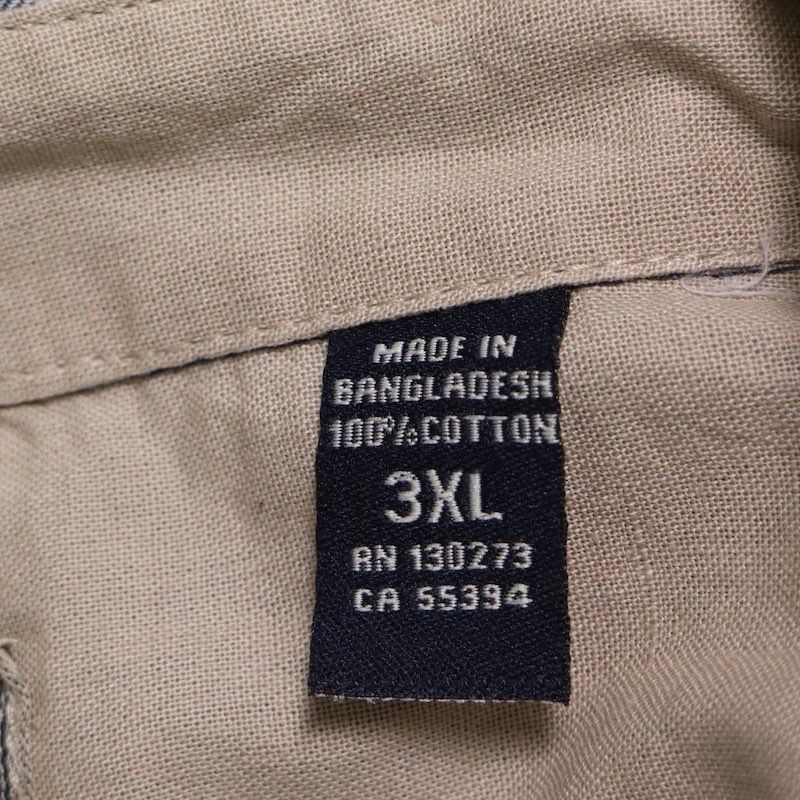 MADE IN
BANGLADESH
100% COTTON
3XL
RN 130273
CA 55394